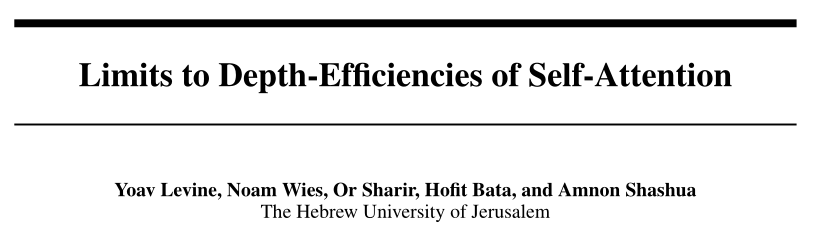 Limits to Depth-Efficiencies of Self-Attention
Yoav Levine, Noam Wies, Or Sharir, Hofit Bata, and Amnon Shashua
The Hebrew University of Jerusalem